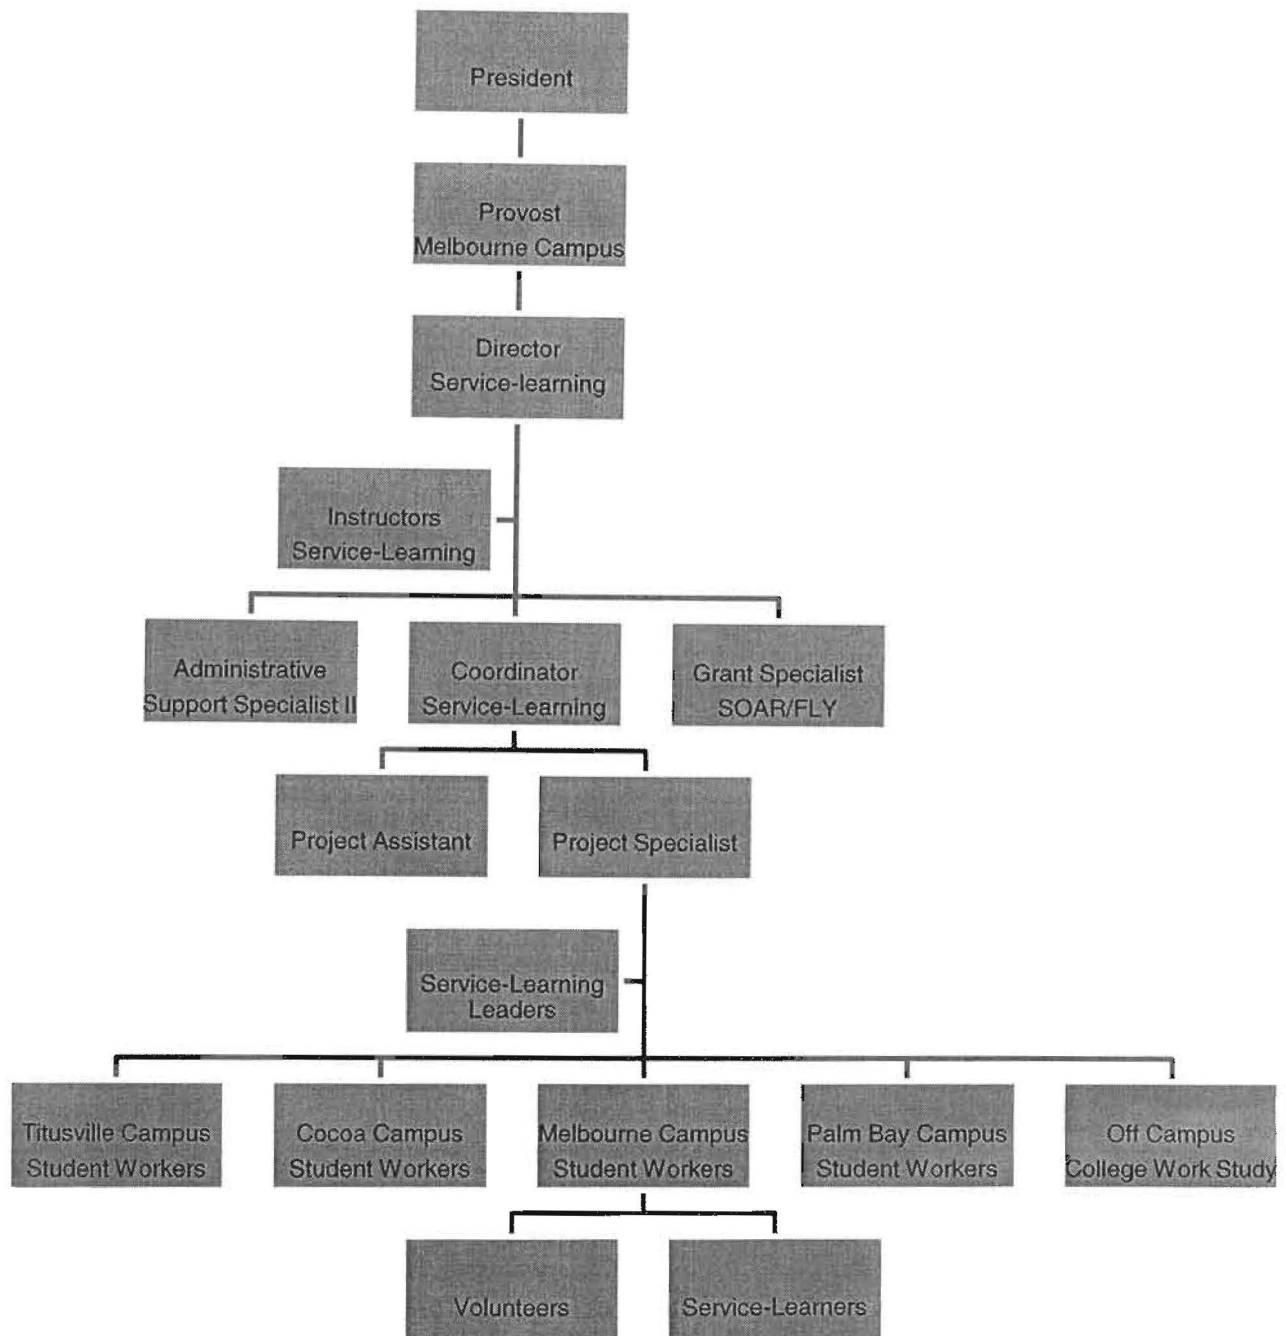 President
Provost
Melbourne Campus
Director
Service-learning
Instructors
Service-Learning
Administrative
Support Specialist II
Coordinator
Service-Learning
Grant Specialist
SOAR/FLY
Project Assistant
Project Specialist
Service-Learning
Leaders
Titusville Campus
Student Workers
Cocoa Campus
Student Workers
Melbourne Campus
Student Workers
Palm Bay Campus
Student Workers
Off Campus
College Work Study
Volunteers
Service-Learners